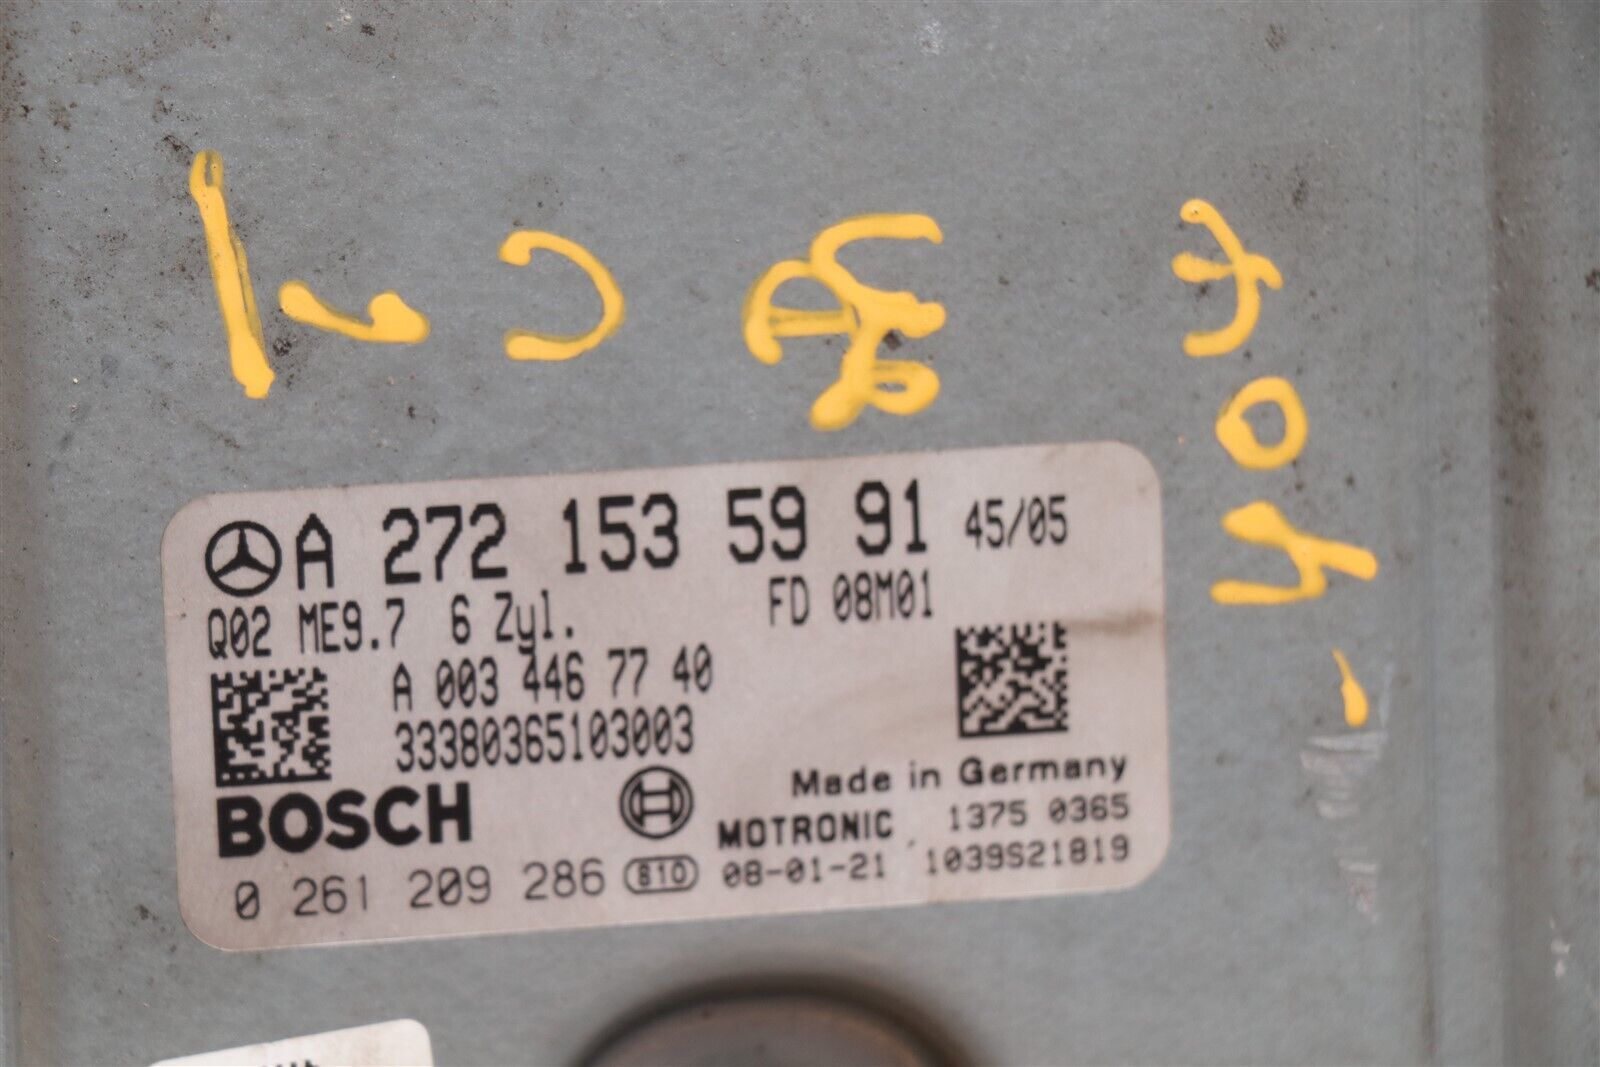 A 272 153 59 91 45/05
Q02 ME9.7 6 Zyl. FD 08M01
A 003 446 77 40
33380365103003
BOSCH
Made in Germany
MOTRONIC 1375 0365
0 261 209 286 B10 08-01-21 1039S21819